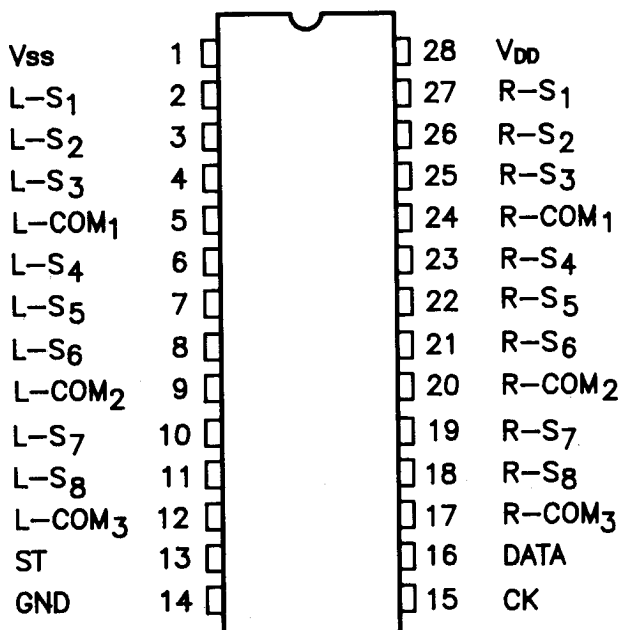 Vss 1 28 VDD
L-S1 2 27 R-S1
L-S2 3 26 R-S2
L-S3 4 25 R-S3
L-COM1 5 24 R-COM1
L-S4 6 23 R-S4
L-S5 7 22 R-S5
L-S6 8 21 R-S6
L-COM2 9 20 R-COM2
L-S7 10 19 R-S7
L-S8 11 18 R-S8
L-COM3 12 17 R-COM3
ST 13 16 DATA
GND 14 15 CK